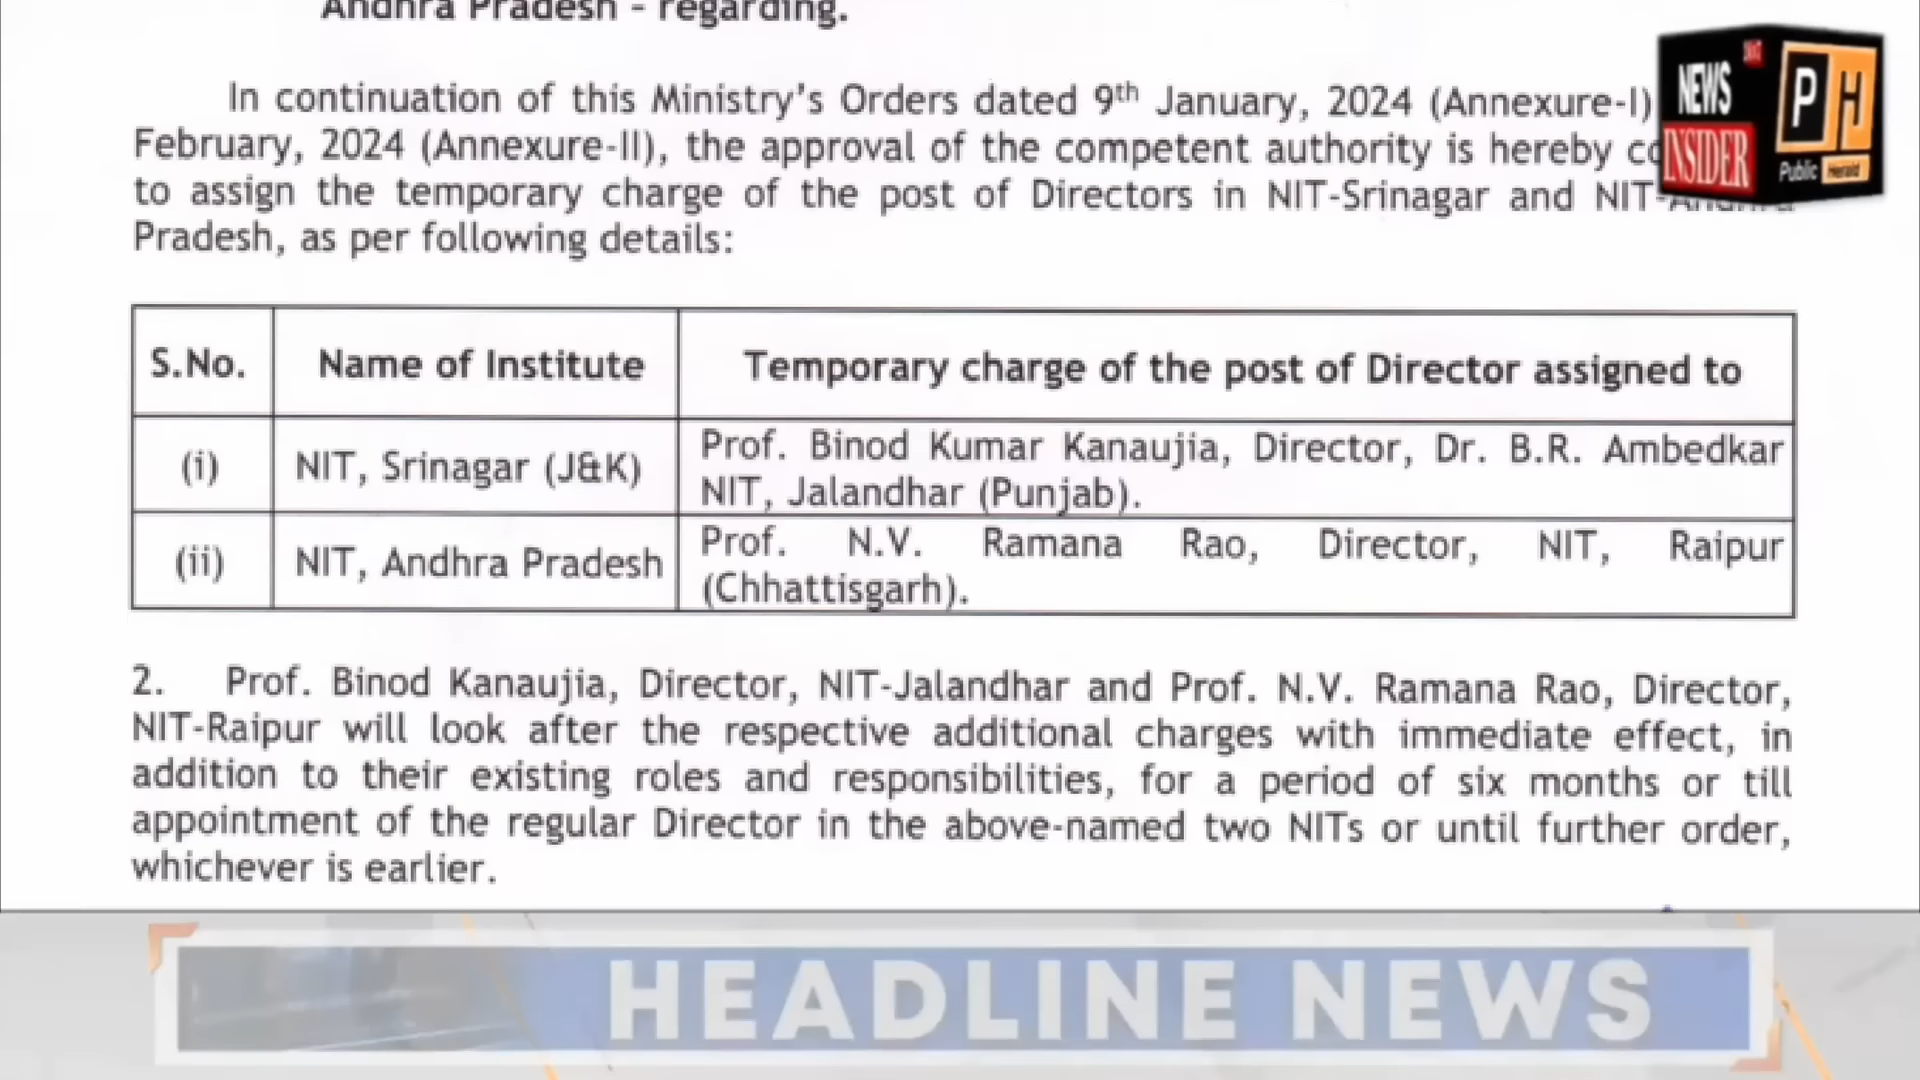 Andhra Pradesh - regarding.
In continuation of this Ministry's Orders dated 9th January, 2024 (Annexure-I)
February, 2024 (Annexure-II), the approval of the competent authority is hereby
to assign the temporary charge of the post of Directors in NIT-Srinagar and NIT-Andhra
Pradesh, as per following details:
S.No. Name of Institute Temporary charge of the post of Director assigned to
(i) NIT, Srinagar (J&K) Prof. Binod Kumar Kanaujia, Director, Dr. B.R. Ambedkar
NIT, Jalandhar (Punjab).
(ii) NIT, Andhra Pradesh Prof. N.V. Ramana Rao, Director, NIT, Raipur
(Chhattisgarh).
2. Prof. Binod Kanaujia, Director, NIT-Jalandhar and Prof. N.V. Ramana Rao, Director,
NIT-Raipur will look after the respective additional charges with immediate effect, in
addition to their existing roles and responsibilities, for a period of six months or till
appointment of the regular Director in the above-named two NITs or until further order,
whichever is earlier.
NEWS
INSIDER
PH
Public Herald
HEADLINE NEWS